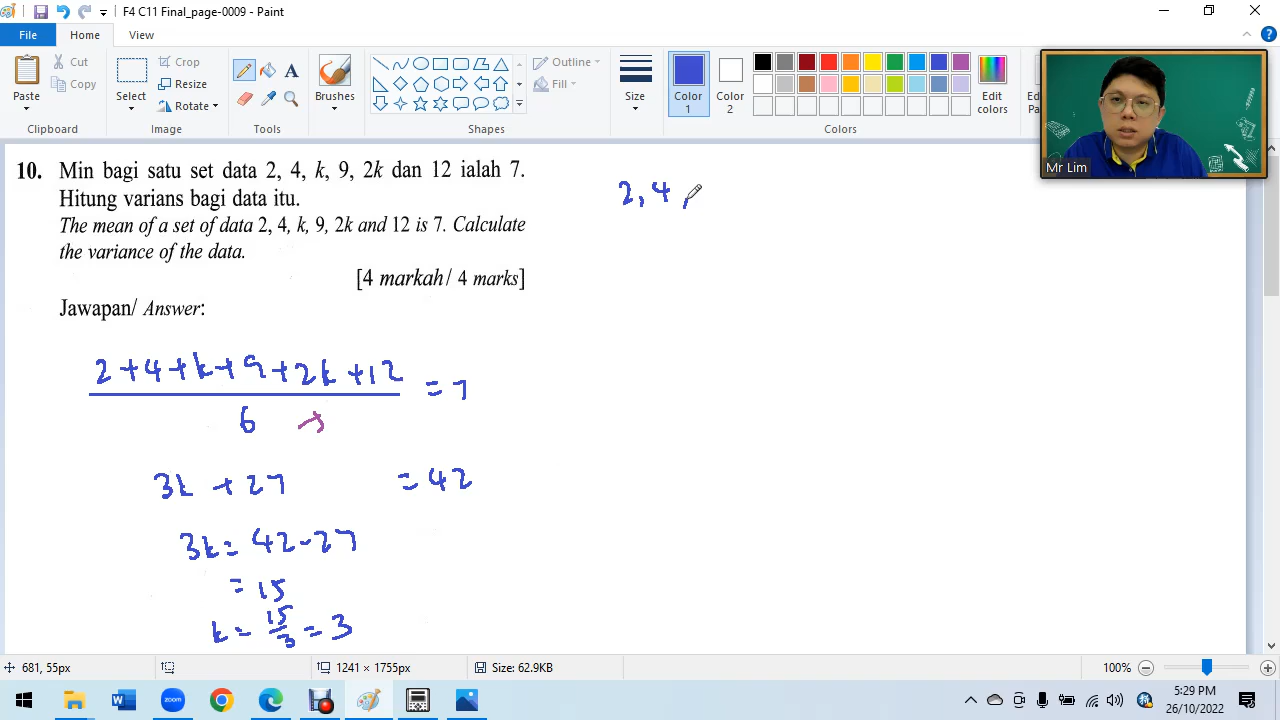 F4 C11 Final_page-0009 - Paint
File
Home
View
Paste
Cut
Copy
Clipboard
Select
Crop
Resize
Rotate
Image
Tools
Brushes
Shapes
Outline
Fill
Size
Color 1
Color 2
Colors
Edit colors
Mr Lim
10. Min bagi satu set data 2, 4, k, 9, 2k dan 12 ialah 7.
Hitung varians bagi data itu.
The mean of a set of data 2, 4, k, 9, 2k and 12 is 7. Calculate
the variance of the data.
[4 markah/ 4 marks]
Jawapan/ Answer:
2, 4,
2+4+k+9+2k+12 = 7
6
3k + 27 = 42
3k = 42-27
= 15
k = 15/3 = 3
681, 55px
1241 × 1755px
Size: 62.9KB
100%
zoom
5:29 PM
26/10/2022